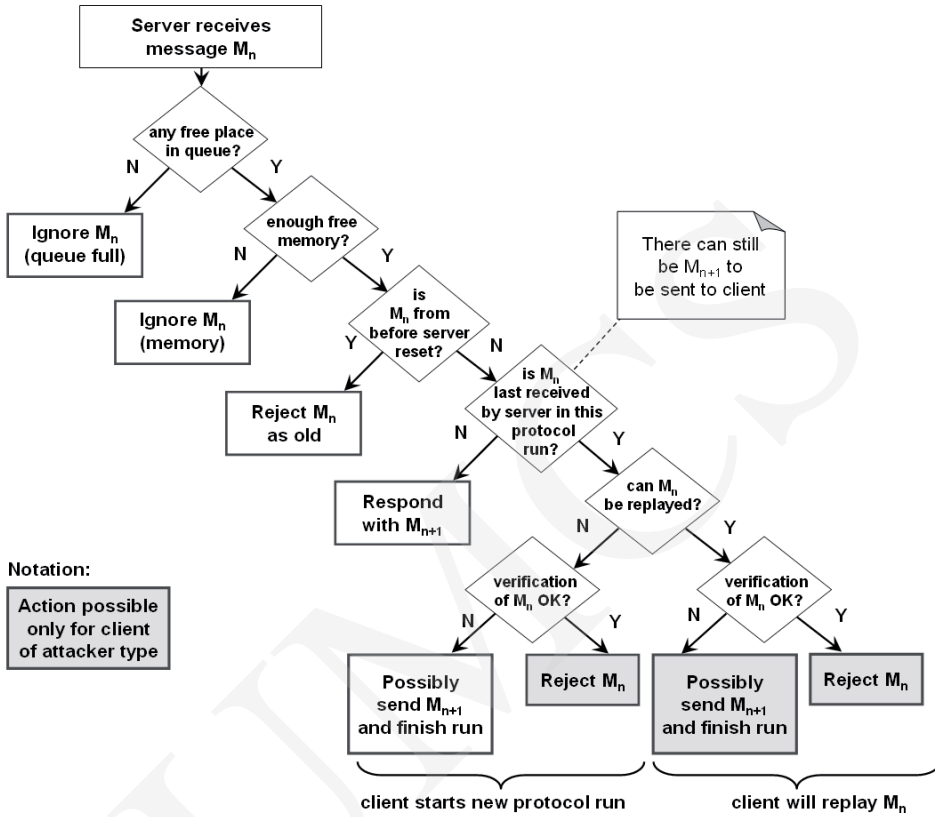 Server receives
message Mn
any free place
in queue?
N
Y
Ignore Mn
(queue full)
enough free
memory?
N
Y
Ignore Mn
(memory)
There can still
be Mn+1 to
be sent to client
is
Mn from
before server
reset?
Y
N
Reject Mn
as old
is Mn
last received
by server in this
protocol
run?
N
Y
Respond
with Mn+1
can Mn
be replayed?
N
Y
Notation:
Action possible
only for client
of attacker type
verification
of Mn OK?
N
Y
verification
of Mn OK?
N
Y
Possibly
send Mn+1
and finish run
Reject Mn
Possibly
send Mn+1
and finish run
Reject Mn
client starts new protocol run
client will replay Mn
UMCS